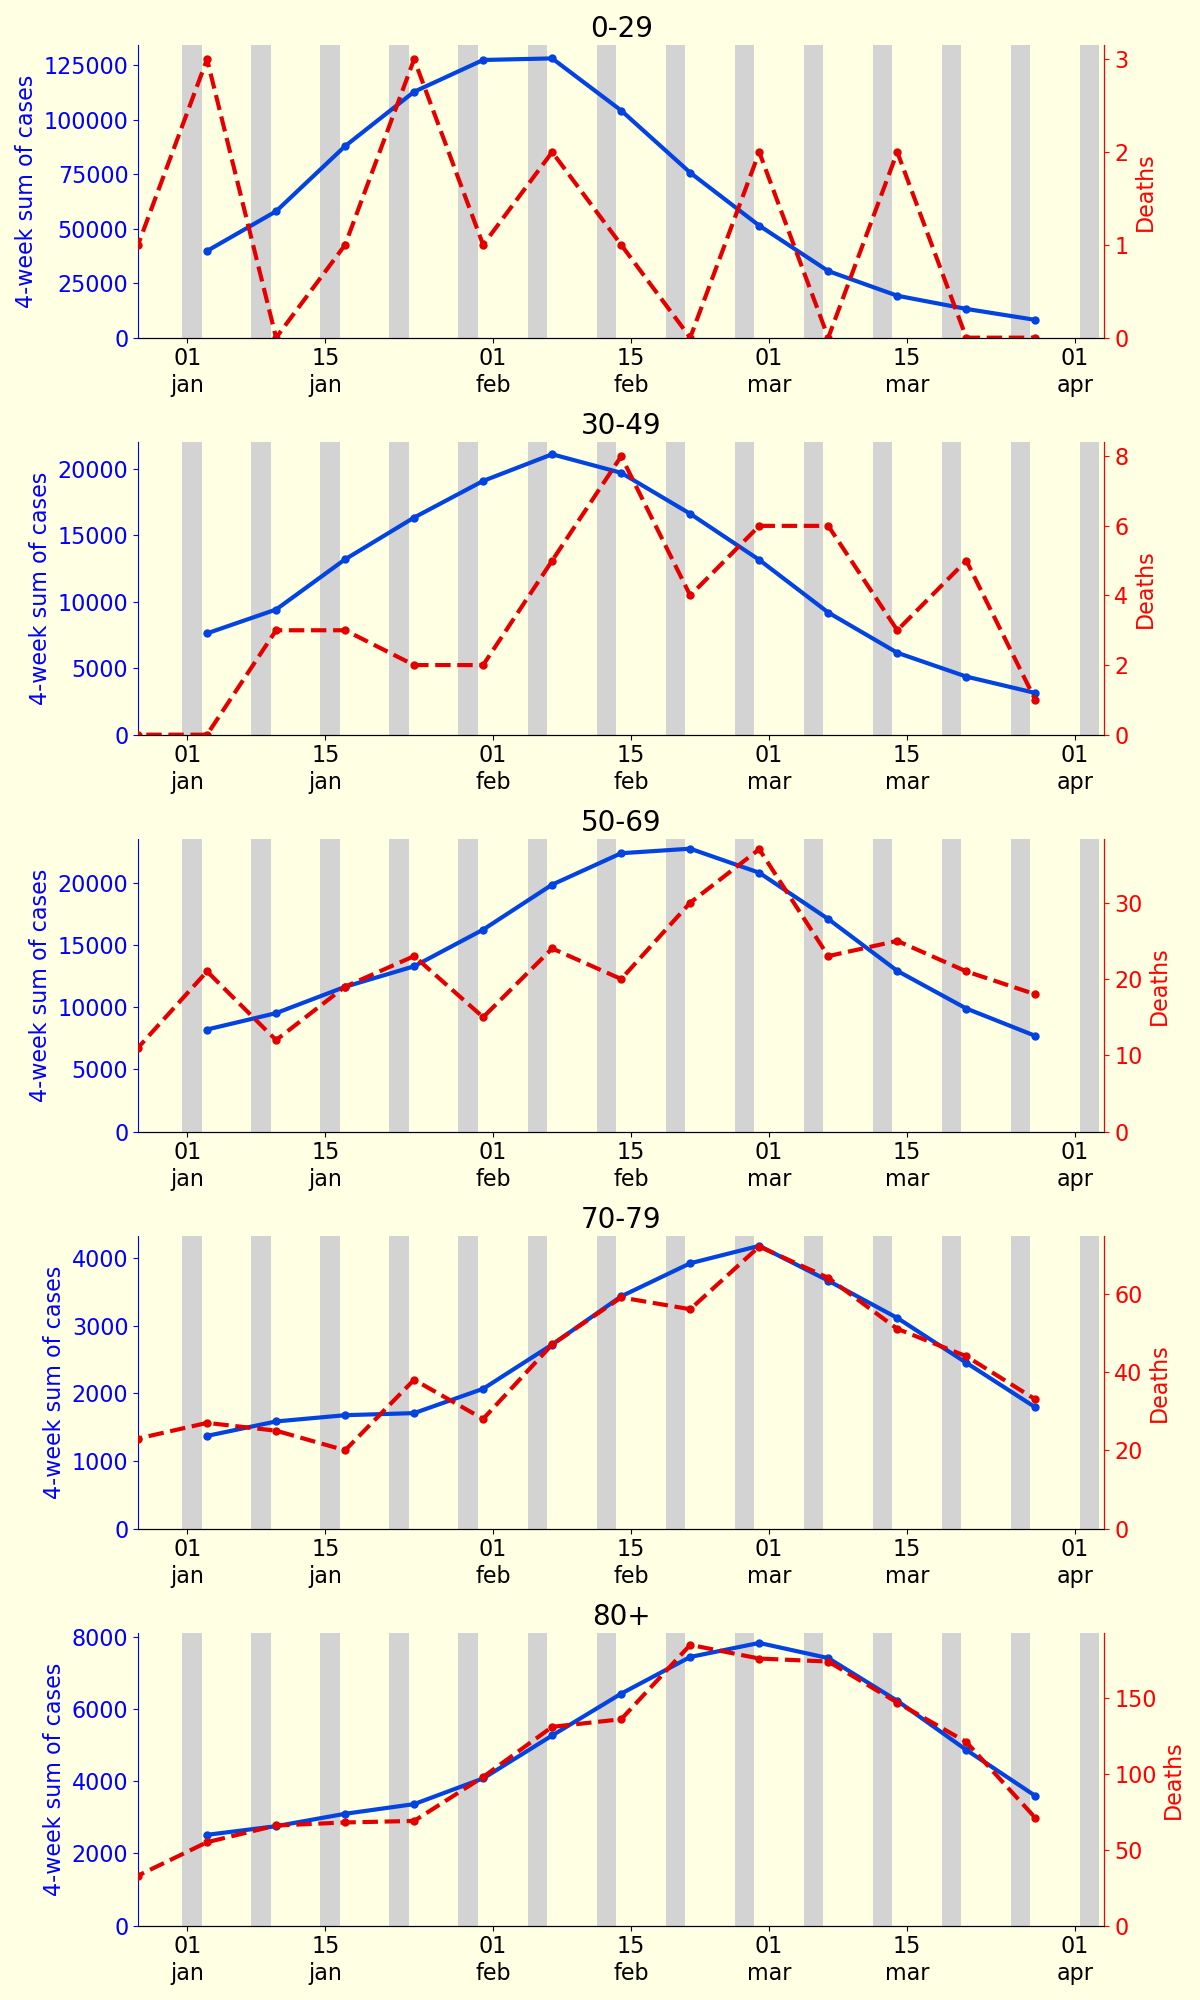 0-29
4-week sum of cases
125000
100000
75000
50000
25000
0
3
2
1
0
Deaths
01 15 01 15 01 15 01
jan jan feb feb mar mar apr
30-49
4-week sum of cases
20000
15000
10000
5000
0
8
6
4
2
0
Deaths
01 15 01 15 01 15 01
jan jan feb feb mar mar apr
50-69
4-week sum of cases
20000
15000
10000
5000
0
30
20
10
0
Deaths
01 15 01 15 01 15 01
jan jan feb feb mar mar apr
70-79
4-week sum of cases
4000
3000
2000
1000
0
60
40
20
0
Deaths
01 15 01 15 01 15 01
jan jan feb feb mar mar apr
80+
4-week sum of cases
8000
6000
4000
2000
0
150
100
50
0
Deaths
01 15 01 15 01 15 01
jan jan feb feb mar mar apr